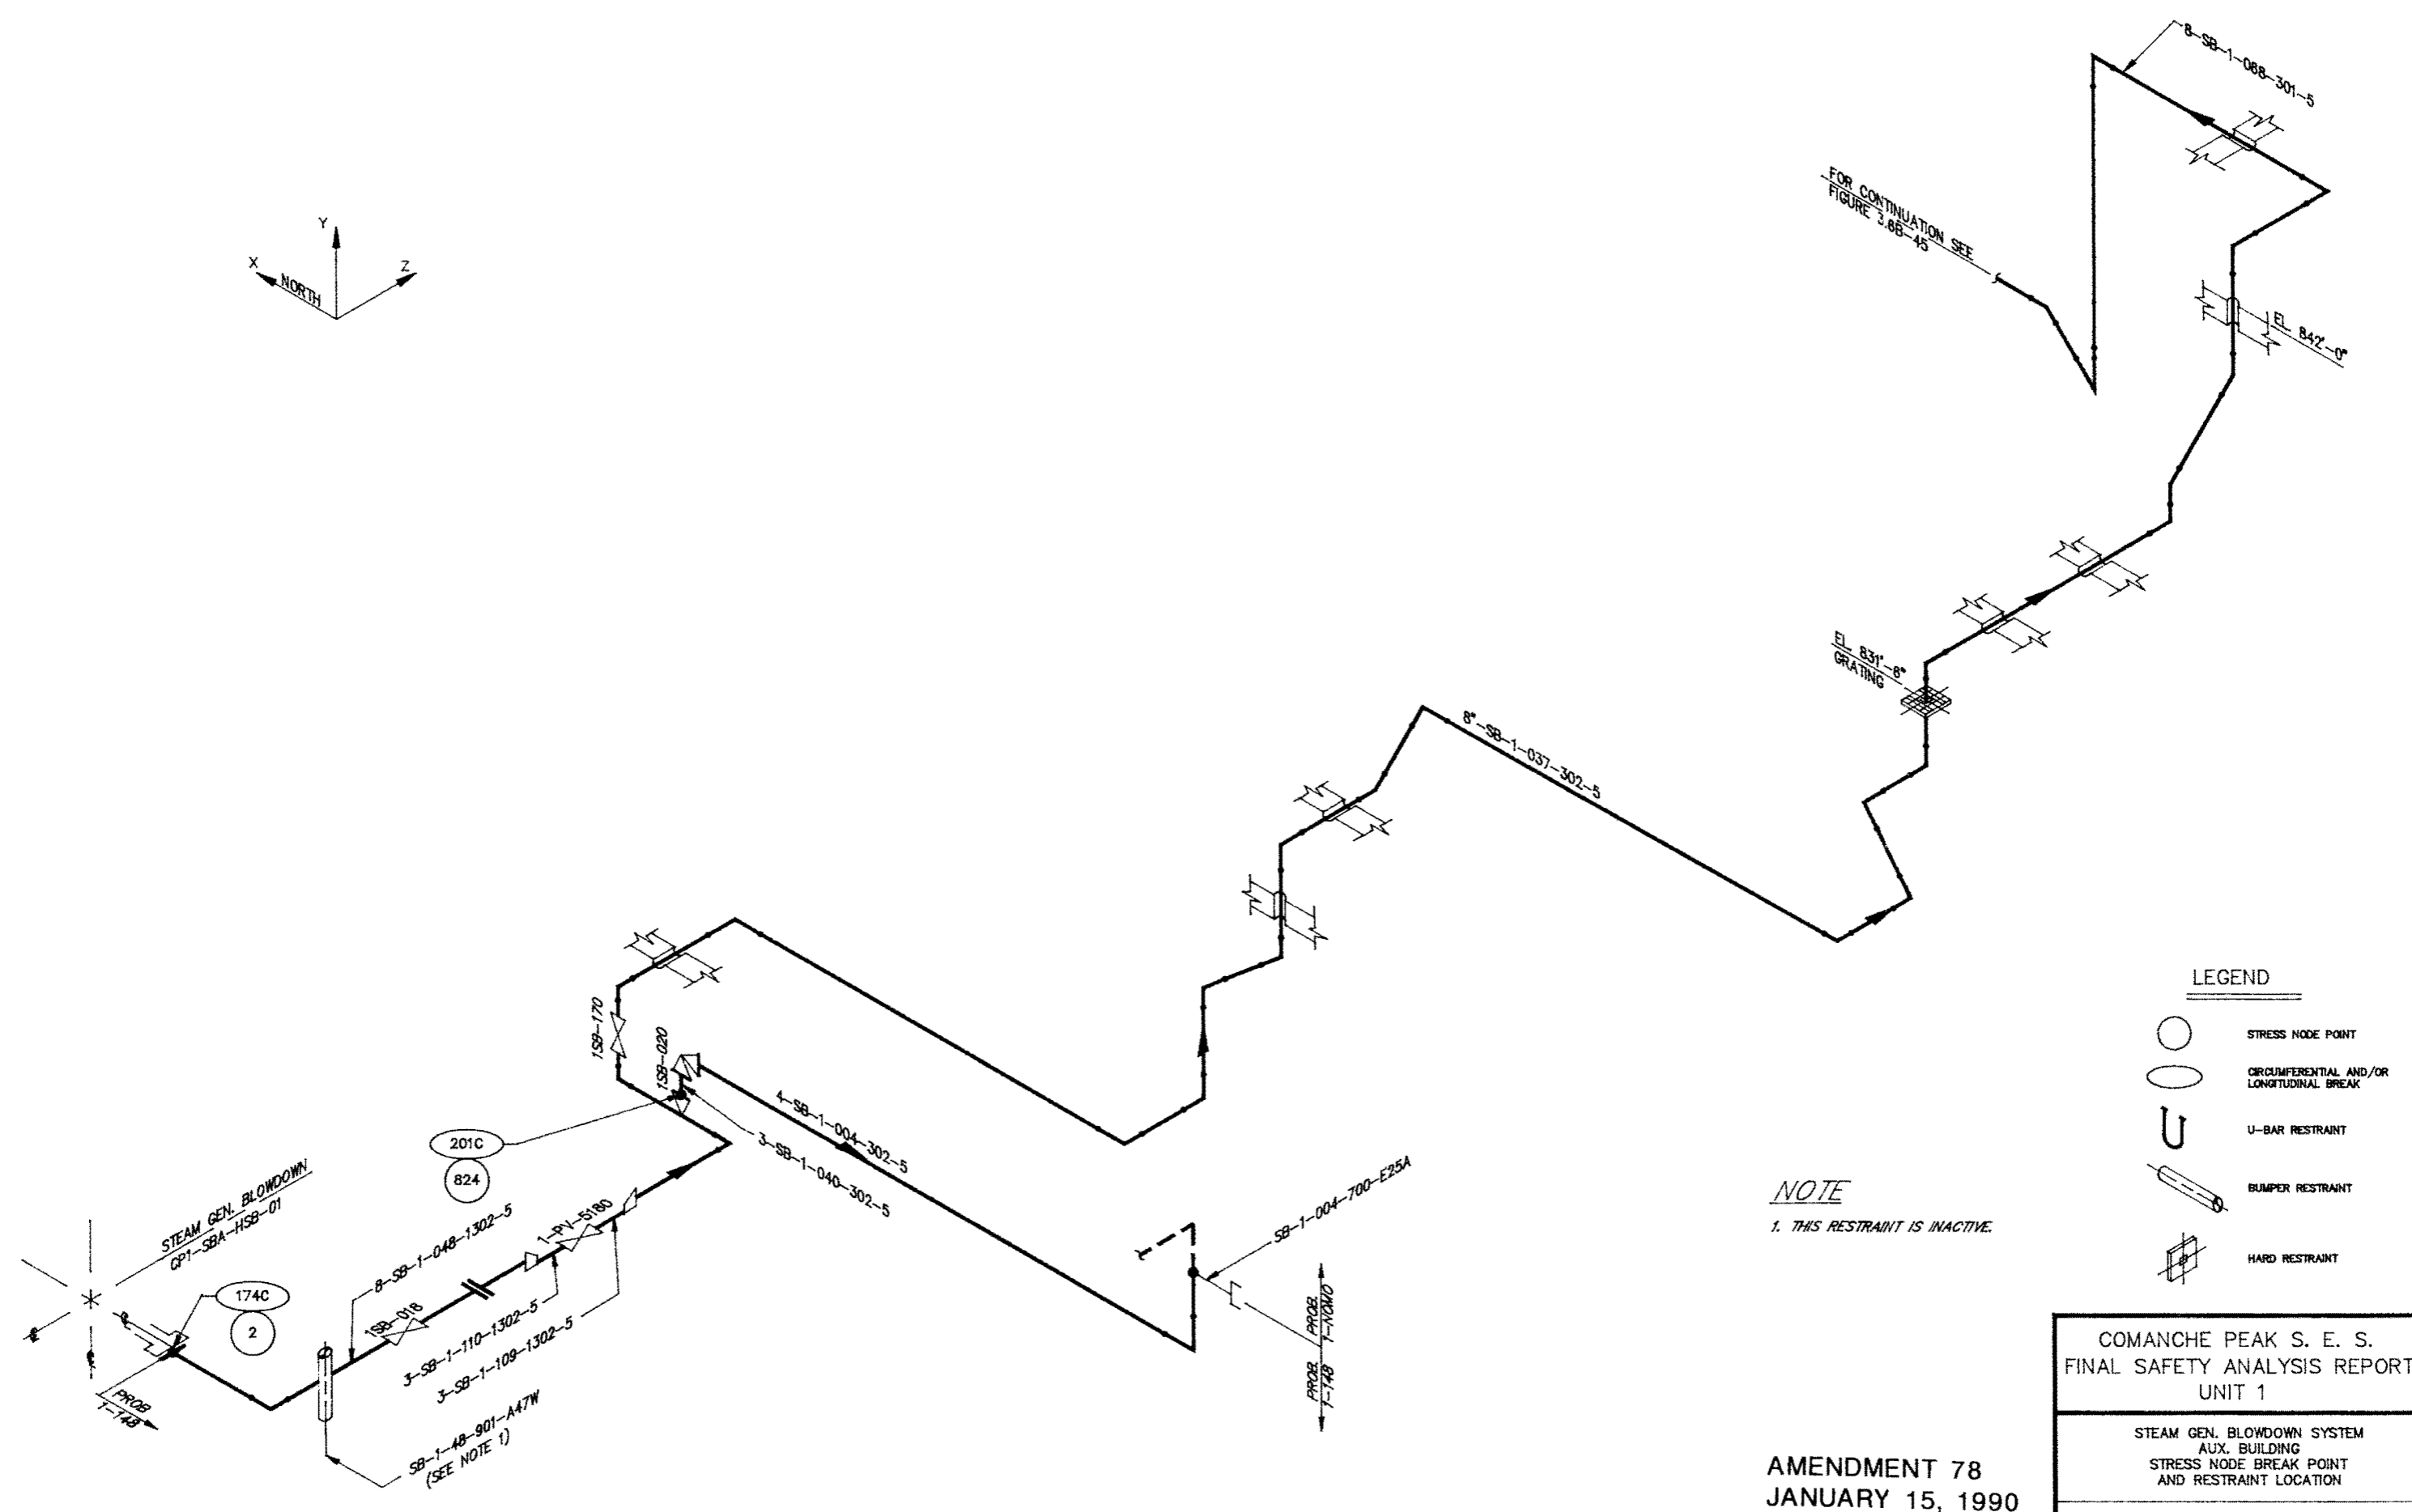 8-SB-1-068-301-5
FOR CONTINUATION SEE
FIGURE 3.6B-45
Y
X
Z
NORTH
EL. 842'-0"
EL. 831'-8"
GRATING
8"-SB-1-037-302-5
1SB-170
1SB-020
4-SB-1-004-302-5
3-SB-1-040-302-5
201C
824
STEAM GEN. BLOWDOWN
CP1-SBA-HSB-01
174C
2
8-SB-1-048-1302-5
1-PV-5180
1SB-018
3-SB-1-110-1302-5
3-SB-1-109-1302-5
PROB
1-148
SB-1-48-901-A47W
(SEE NOTE 1)
SB-1-004-700-E25A
PROB.
1-NOMO
PROB.
1-148
NOTE
1. THIS RESTRAINT IS INACTIVE.
LEGEND
STRESS NODE POINT
CIRCUMFERENTIAL AND/OR
LONGITUDINAL BREAK
U-BAR RESTRAINT
BUMPER RESTRAINT
HARD RESTRAINT
COMANCHE PEAK S. E. S.
FINAL SAFETY ANALYSIS REPORT
UNIT 1
STEAM GEN. BLOWDOWN SYSTEM
AUX. BUILDING
STRESS NODE BREAK POINT
AND RESTRAINT LOCATION
AMENDMENT 78
JANUARY 15, 1990